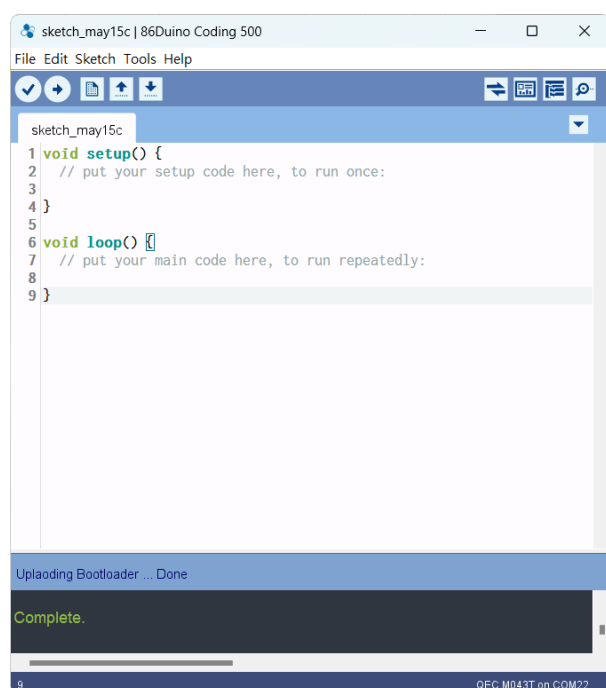 sketch_may15c | 86Duino Coding 500
File Edit Sketch Tools Help
sketch_may15c
1 void setup() {
2 // put your setup code here, to run once:
3
4 }
5
6 void loop() {
7 // put your main code here, to run repeatedly:
8
9 }
Uplaoding Bootloader ... Done
Complete.
9 QEC M043T on COM22